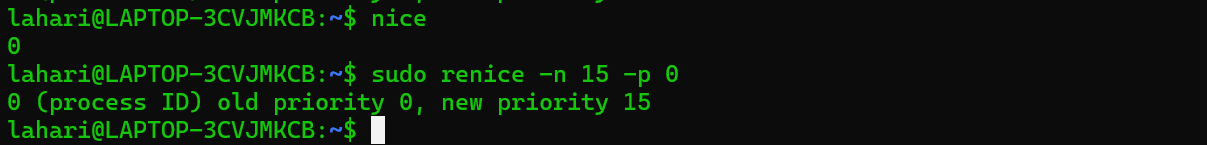 lahari@LAPTOP-3CVJMKCB:~$ nice
0
lahari@LAPTOP-3CVJMKCB:~$ sudo renice -n 15 -p 0
0 (process ID) old priority 0, new priority 15
lahari@LAPTOP-3CVJMKCB:~$